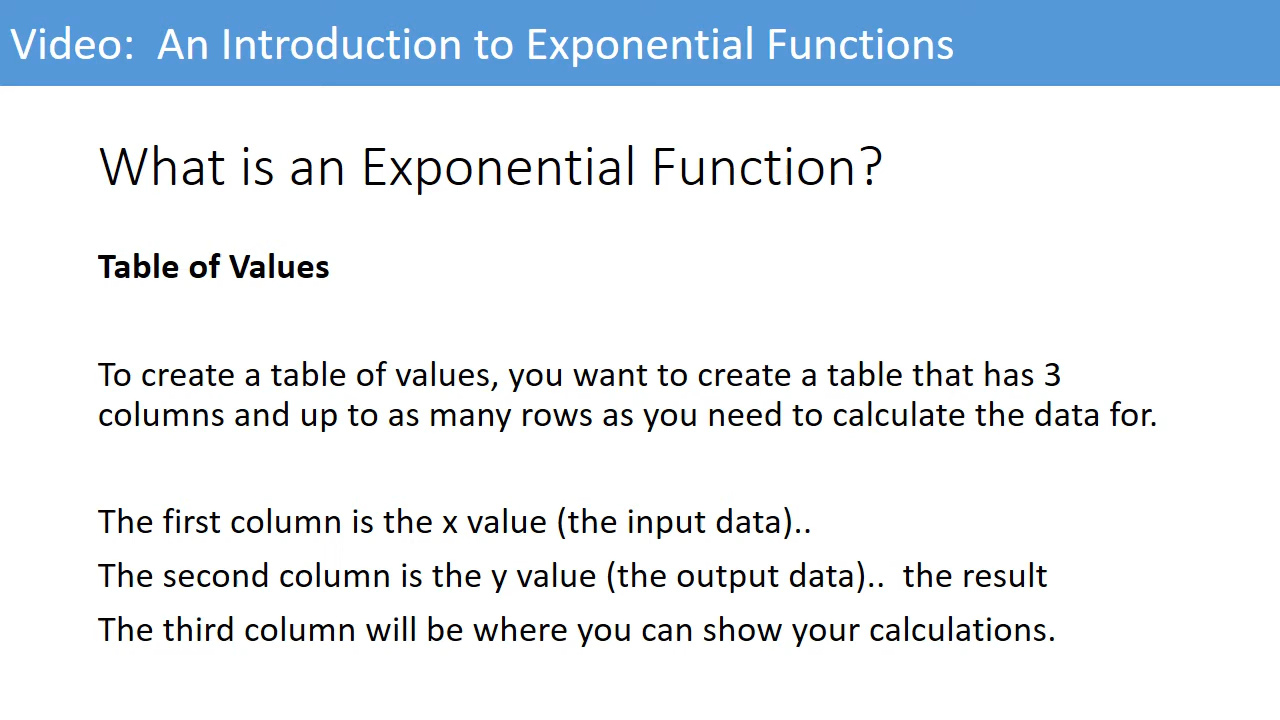 Video:  An Introduction to Exponential Functions
What is an Exponential Function?
Table of Values
To create a table of values, you want to create a table that has 3
columns and up to as many rows as you need to calculate the data for.
The first column is the x value (the input data)..
The second column is the y value (the output data)..  the result
The third column will be where you can show your calculations.